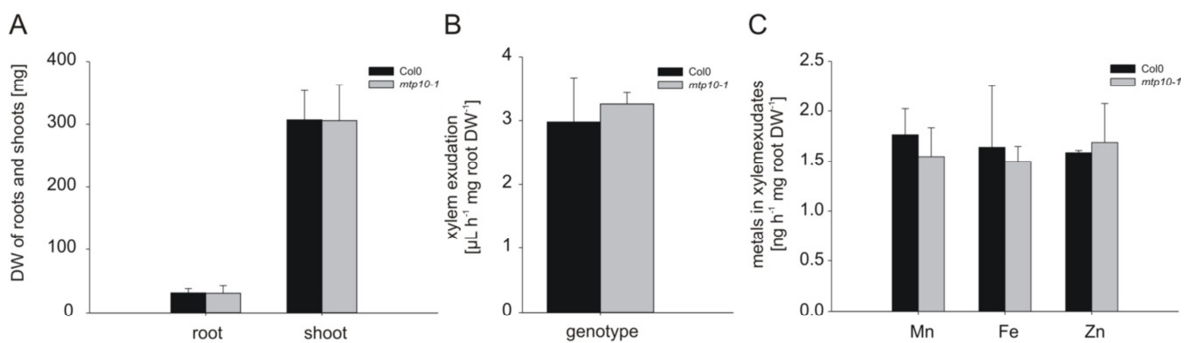 A
DW of roots and shoots [mg]
400
300
200
100
0
Col0
mtp10-1
root
shoot
B
xylem exudation
[µL h⁻¹ mg root DW⁻¹]
4
3
2
1
0
Col0
mtp10-1
genotype
C
metals in xylemexudates
[ng h⁻¹ mg root DW⁻¹]
2.5
2.0
1.5
1.0
0.5
0.0
Col0
mtp10-1
Mn
Fe
Zn